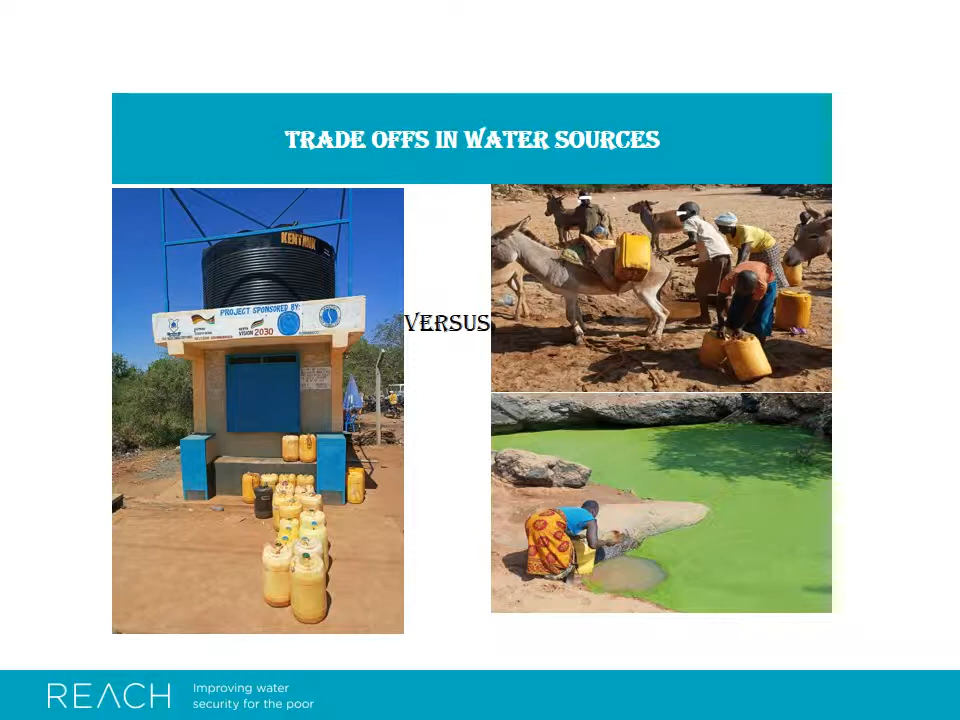 TRADE OFFS IN WATER SOURCES
KENTANK
PROJECT SPONSORED BY:
VISION 2030
VERSUS
REACH
Improving water
security for the poor